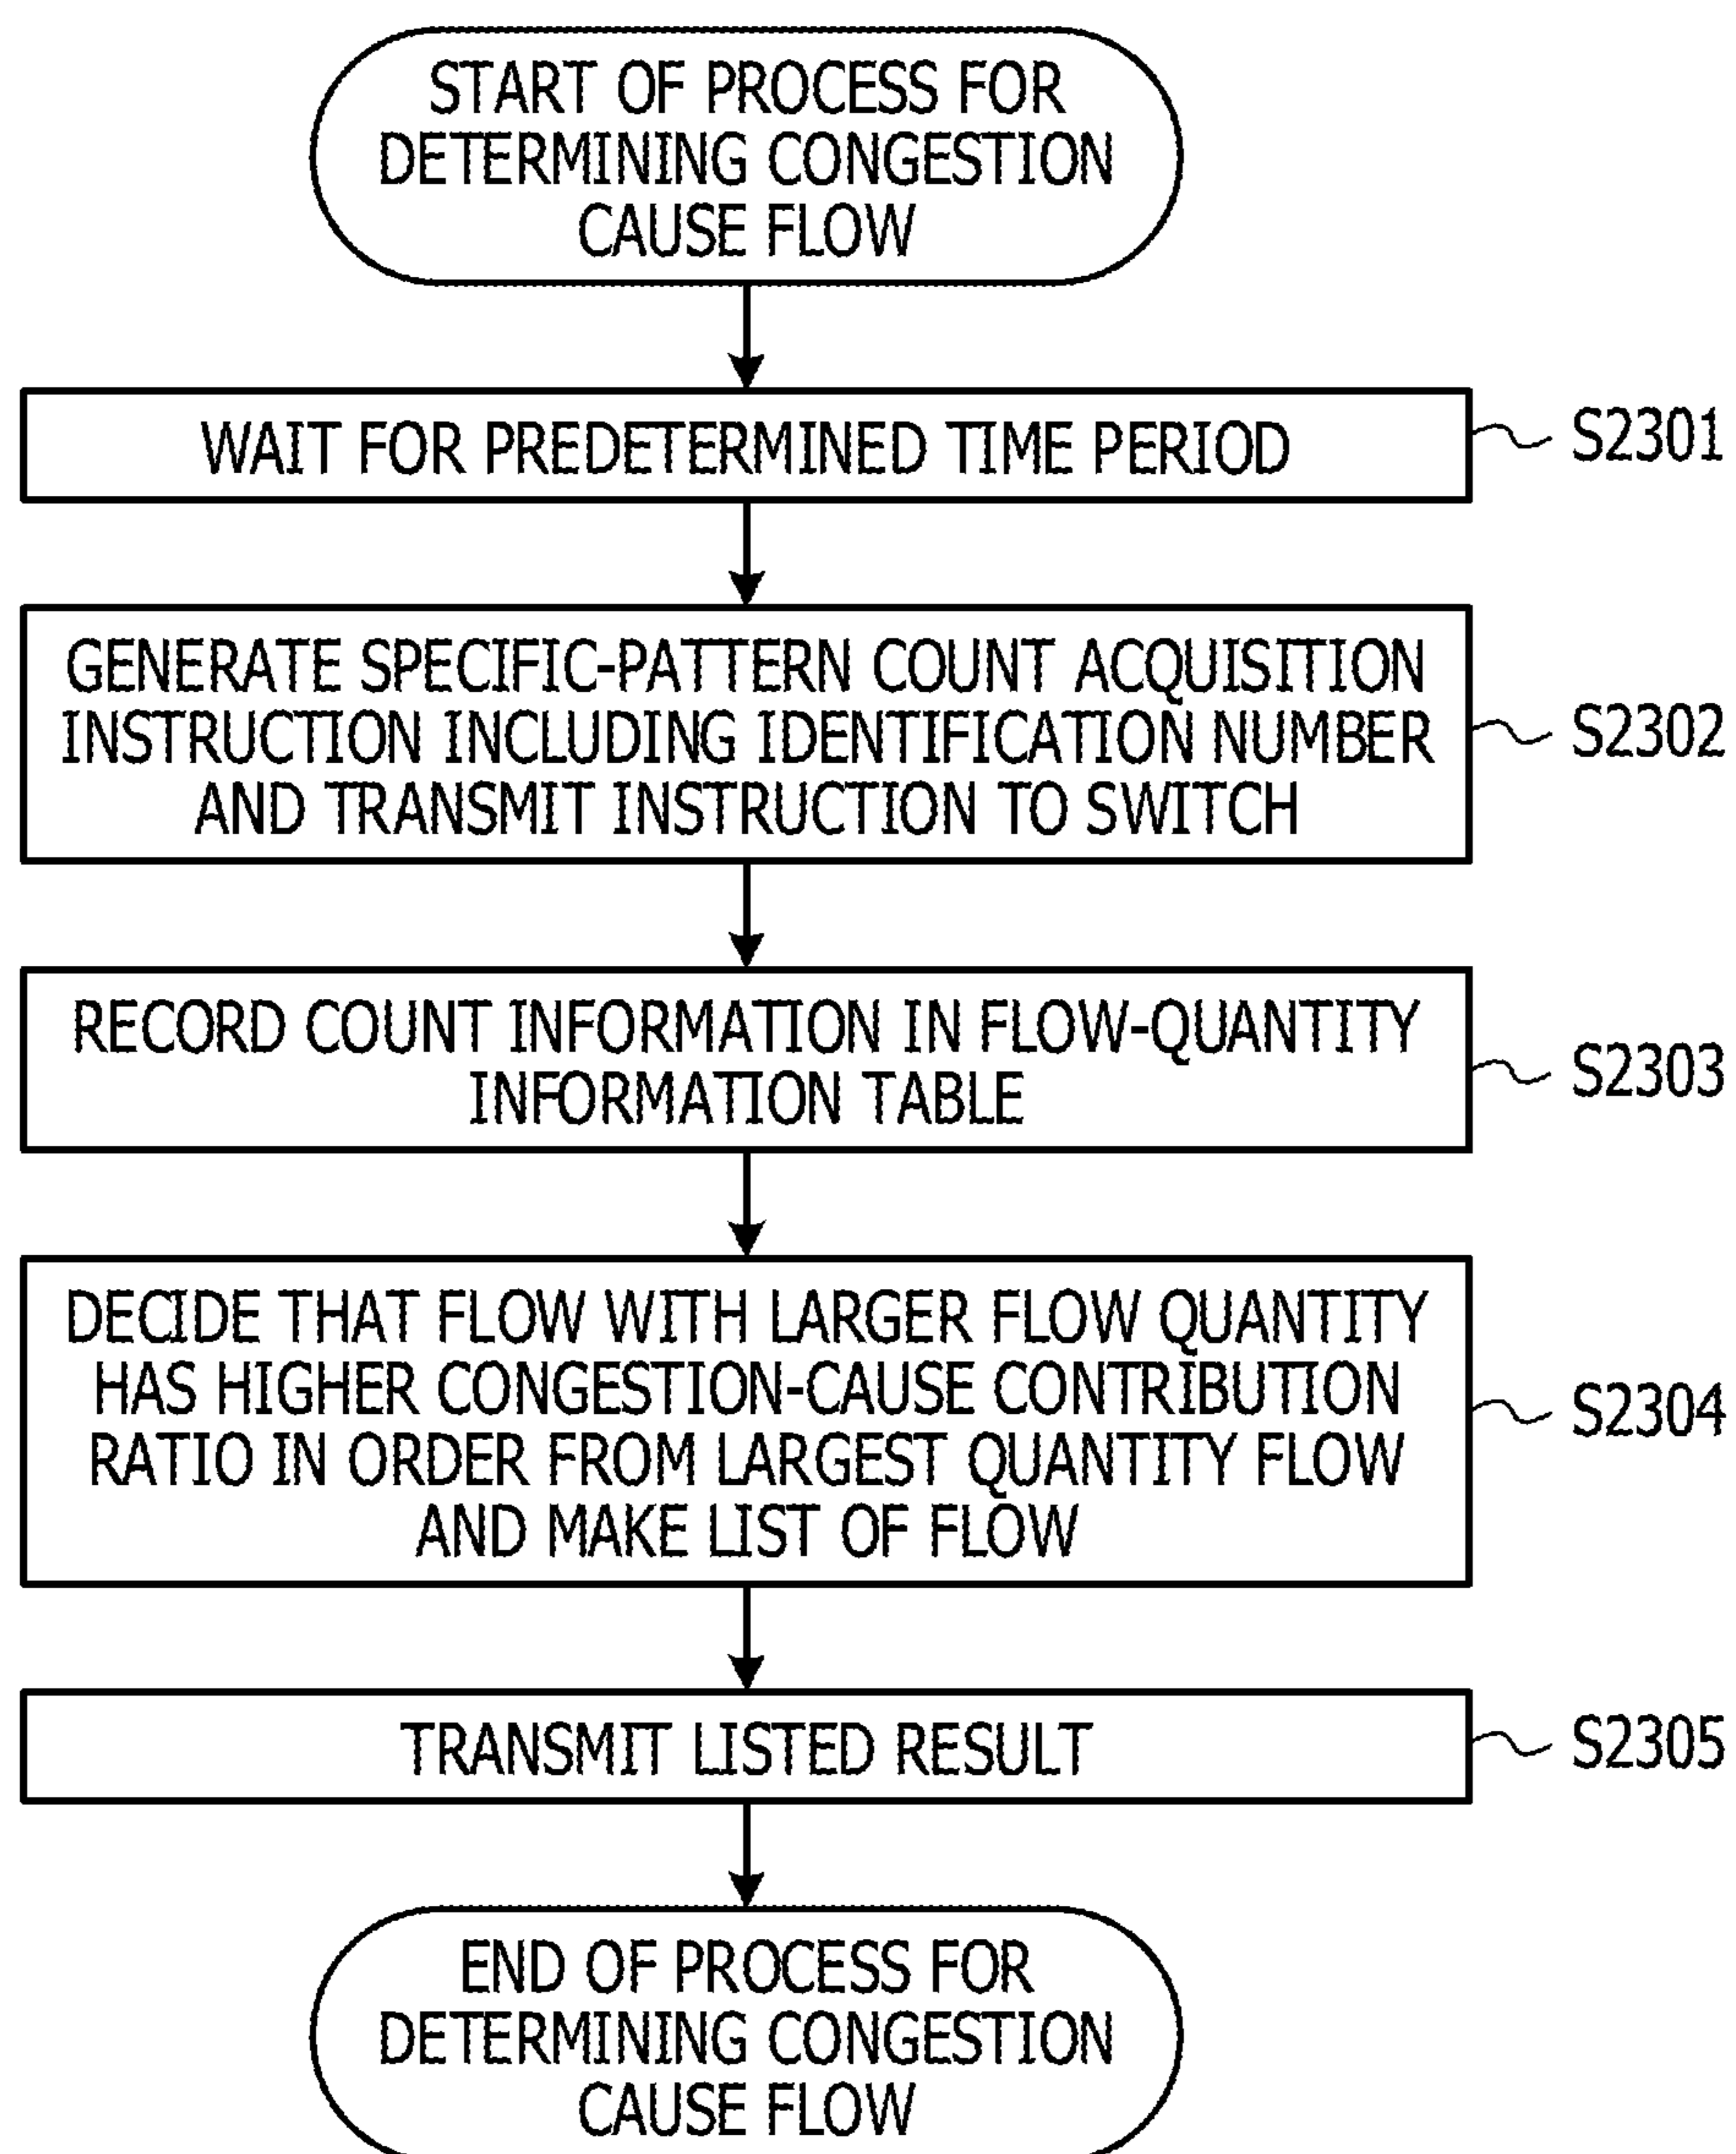 START OF PROCESS FOR
DETERMINING CONGESTION
CAUSE FLOW
WAIT FOR PREDETERMINED TIME PERIOD
S2301
GENERATE SPECIFIC-PATTERN COUNT ACQUISITION
INSTRUCTION INCLUDING IDENTIFICATION NUMBER
AND TRANSMIT INSTRUCTION TO SWITCH
S2302
RECORD COUNT INFORMATION IN FLOW-QUANTITY
INFORMATION TABLE
S2303
DECIDE THAT FLOW WITH LARGER FLOW QUANTITY
HAS HIGHER CONGESTION-CAUSE CONTRIBUTION
RATIO IN ORDER FROM LARGEST QUANTITY FLOW
AND MAKE LIST OF FLOW
S2304
TRANSMIT LISTED RESULT
S2305
END OF PROCESS FOR
DETERMINING CONGESTION
CAUSE FLOW